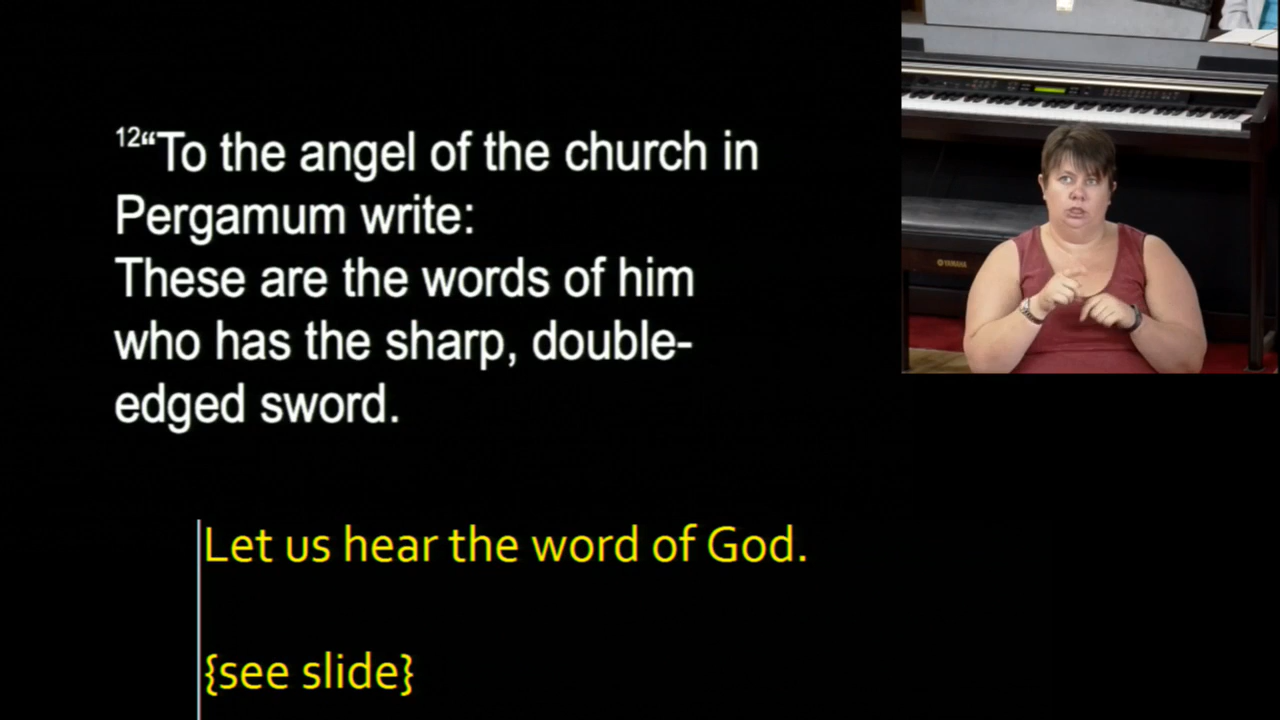 12“To the angel of the church in
Pergamum write:
These are the words of him
who has the sharp, double-
edged sword.
YAMAHA
Let us hear the word of God.
{see slide}